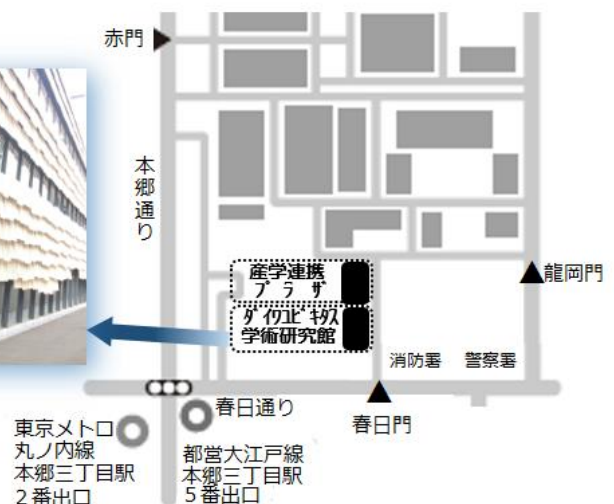 赤門
本郷通り
産学連携
プラザ
ダイワユビキタス
学術研究館
龍岡門
消防署 警察署
春日通り
春日門
東京メトロ
丸ノ内線
本郷三丁目駅
2番出口
都営大江戸線
本郷三丁目駅
5番出口